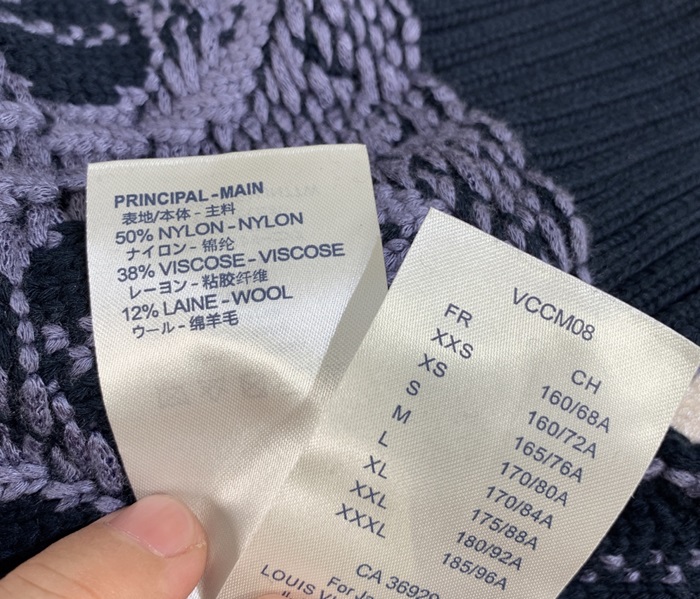 PRINCIPAL-MAIN
表地/本体 - 主料
50% NYLON - NYLON
ナイロン - 锦纶
38% VISCOSE - VISCOSE
レーヨン - 粘胶纤维
12% LAINE - WOOL
ウール - 绵羊毛
VCCM08
FR CH
XXS 160/68A
XS 160/72A
S 165/76A
M 170/80A
L 170/84A
XL 175/88A
XXL 180/92A
XXXL 185/96A
CA 36920
For
LOUIS